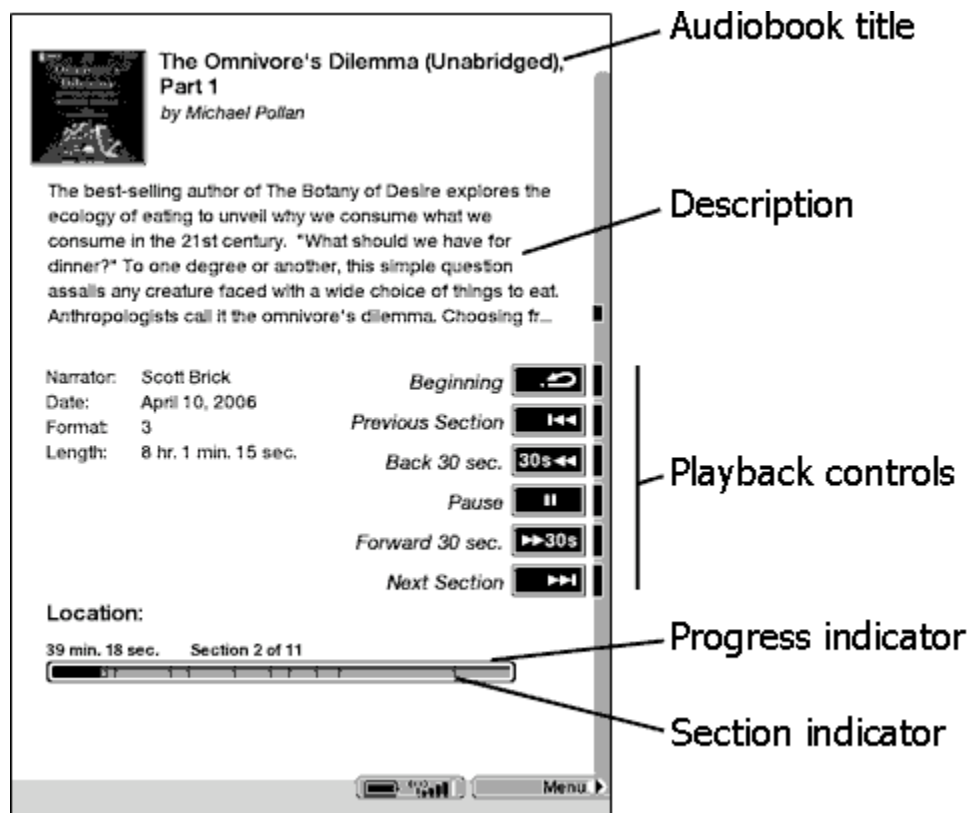 Audiobook title
The Omnivore's Dilemma (Unabridged),
Part 1
by Michael Pollan
Omnivore's
Dilemma
The best-selling author of The Botany of Desire explores the
ecology of eating to unveil why we consume what we
consume in the 21st century. "What should we have for
dinner?" To one degree or another, this simple question
assails any creature faced with a wide choice of things to eat.
Anthropologists call it the omnivore's dilemma. Choosing fr...
Description
Narrator: Scott Brick
Date: April 10, 2006
Format: 3
Length: 8 hr. 1 min. 15 sec.
Beginning
Previous Section
Back 30 sec. 30s
Pause
Forward 30 sec. 30s
Next Section
Playback controls
Location:
39 min. 18 sec. Section 2 of 11
Progress indicator
Section indicator
Menu